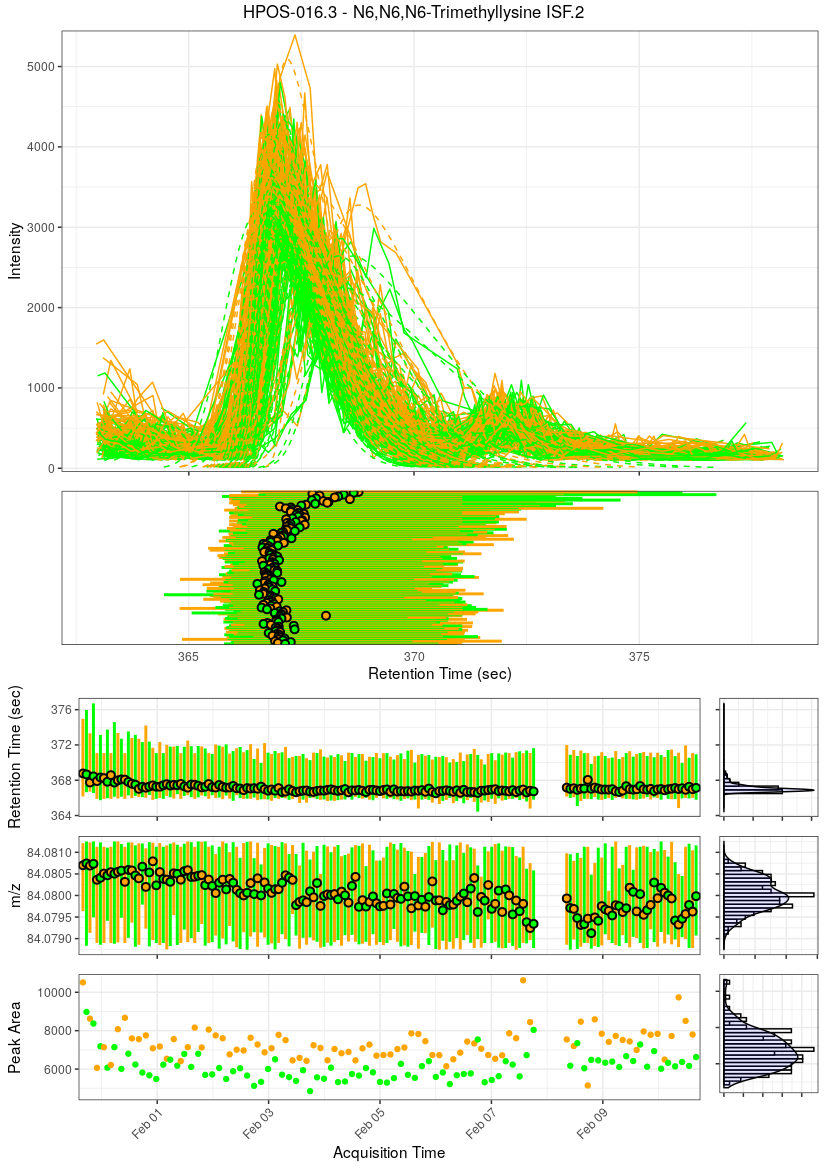 HPOS-016.3 - N6,N6,N6-Trimethyllysine ISF.2
5000
4000
3000
2000
1000
0
Intensity
365
370
375
Retention Time (sec)
376
372
368
364
Retention Time (sec)
84.0810
84.0805
84.0800
84.0795
84.0790
m/z
10000
8000
6000
Peak Area
Feb 01
Feb 03
Feb 05
Feb 07
Feb 09
Acquisition Time